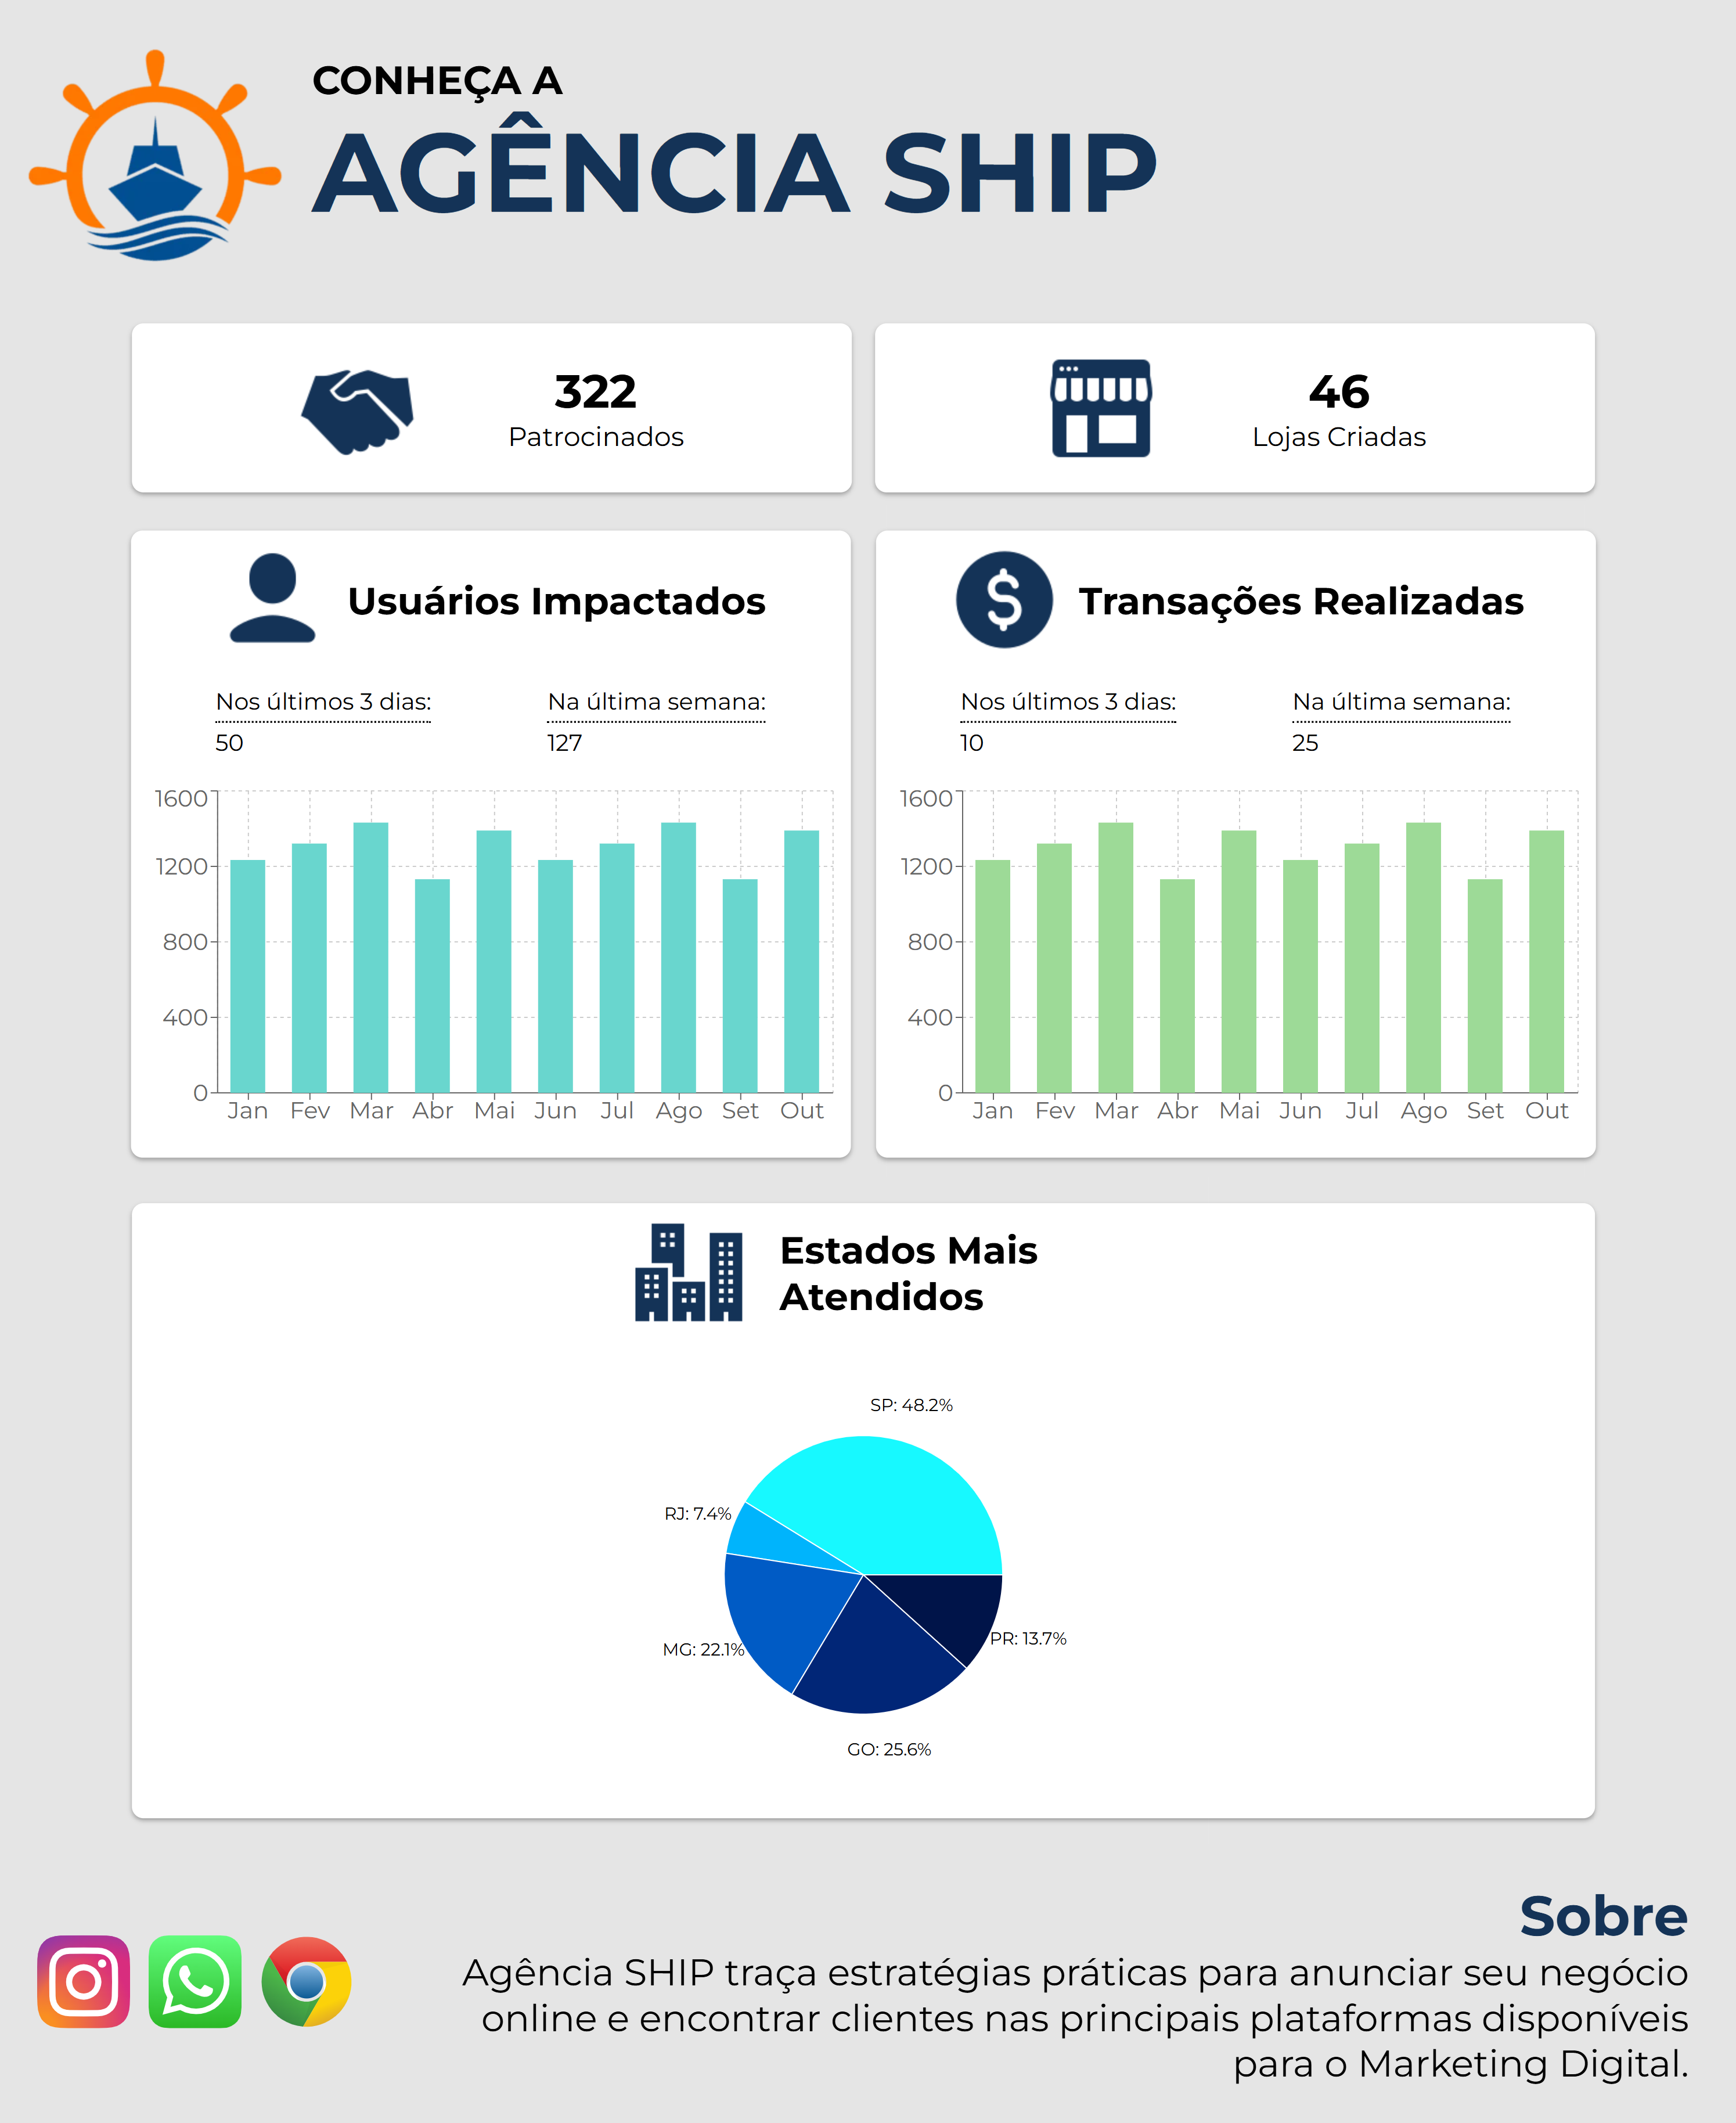 CONHEÇA A
AGÊNCIA SHIP
322
Patrocinados
46
Lojas Criadas
Usuários Impactados
Nos últimos 3 dias:
50
Na última semana:
127
1600
1200
800
400
0
Jan Fev Mar Abr Mai Jun Jul Ago Set Out
Transações Realizadas
Nos últimos 3 dias:
10
Na última semana:
25
1600
1200
800
400
0
Jan Fev Mar Abr Mai Jun Jul Ago Set Out
Estados Mais
Atendidos
SP: 48.2%
RJ: 7.4%
MG: 22.1%
PR: 13.7%
GO: 25.6%
Sobre
Agência SHIP traça estratégias práticas para anunciar seu negócio
online e encontrar clientes nas principais plataformas disponíveis
para o Marketing Digital.